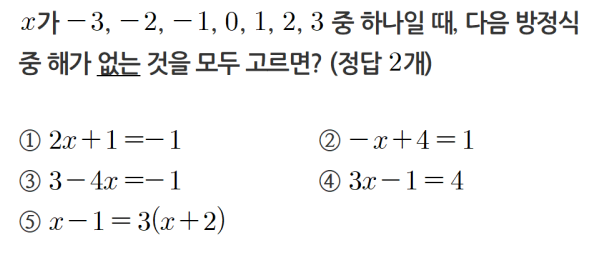 x가 −3, −2, −1, 0, 1, 2, 3 중 하나일 때, 다음 방정식
중 해가 없는 것을 모두 고르면? (정답 2개)
① 2x+1=−1 ② −x+4=1
③ 3−4x=−1 ④ 3x−1=4
⑤ x−1=3(x+2)